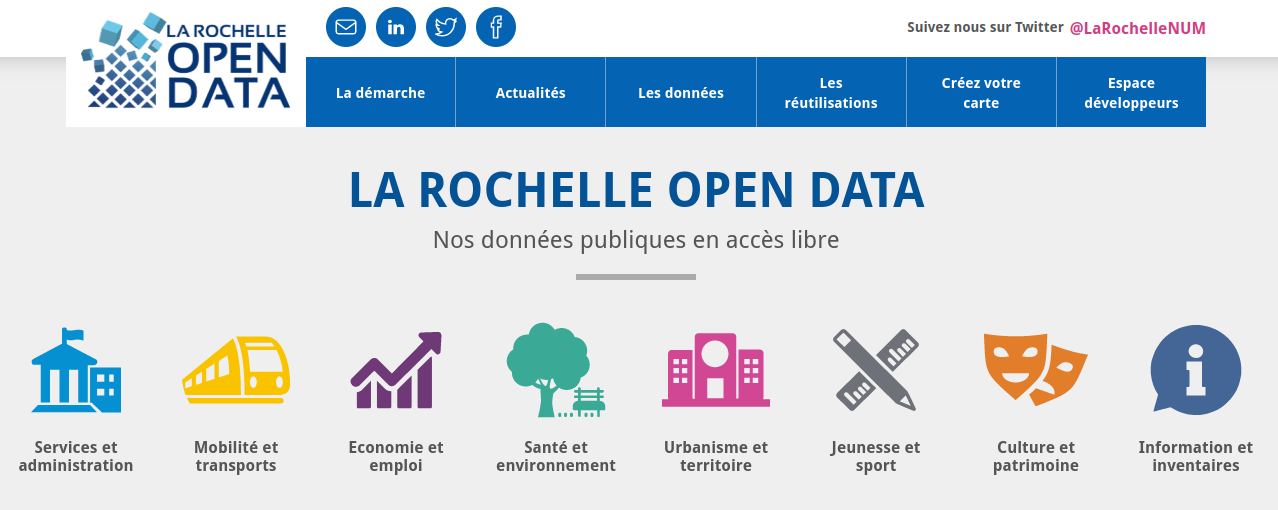 LA ROCHELLE
OPEN
DATA
Suivez nous sur Twitter @LaRochelleNUM
La démarche
Actualités
Les données
Les
réutilisations
Créez votre
carte
Espace
développeurs
LA ROCHELLE OPEN DATA
Nos données publiques en accès libre
Services et
administration
Mobilité et
transports
Economie et
emploi
Santé et
environnement
Urbanisme et
territoire
Jeunesse et
sport
Culture et
patrimoine
Information et
inventaires